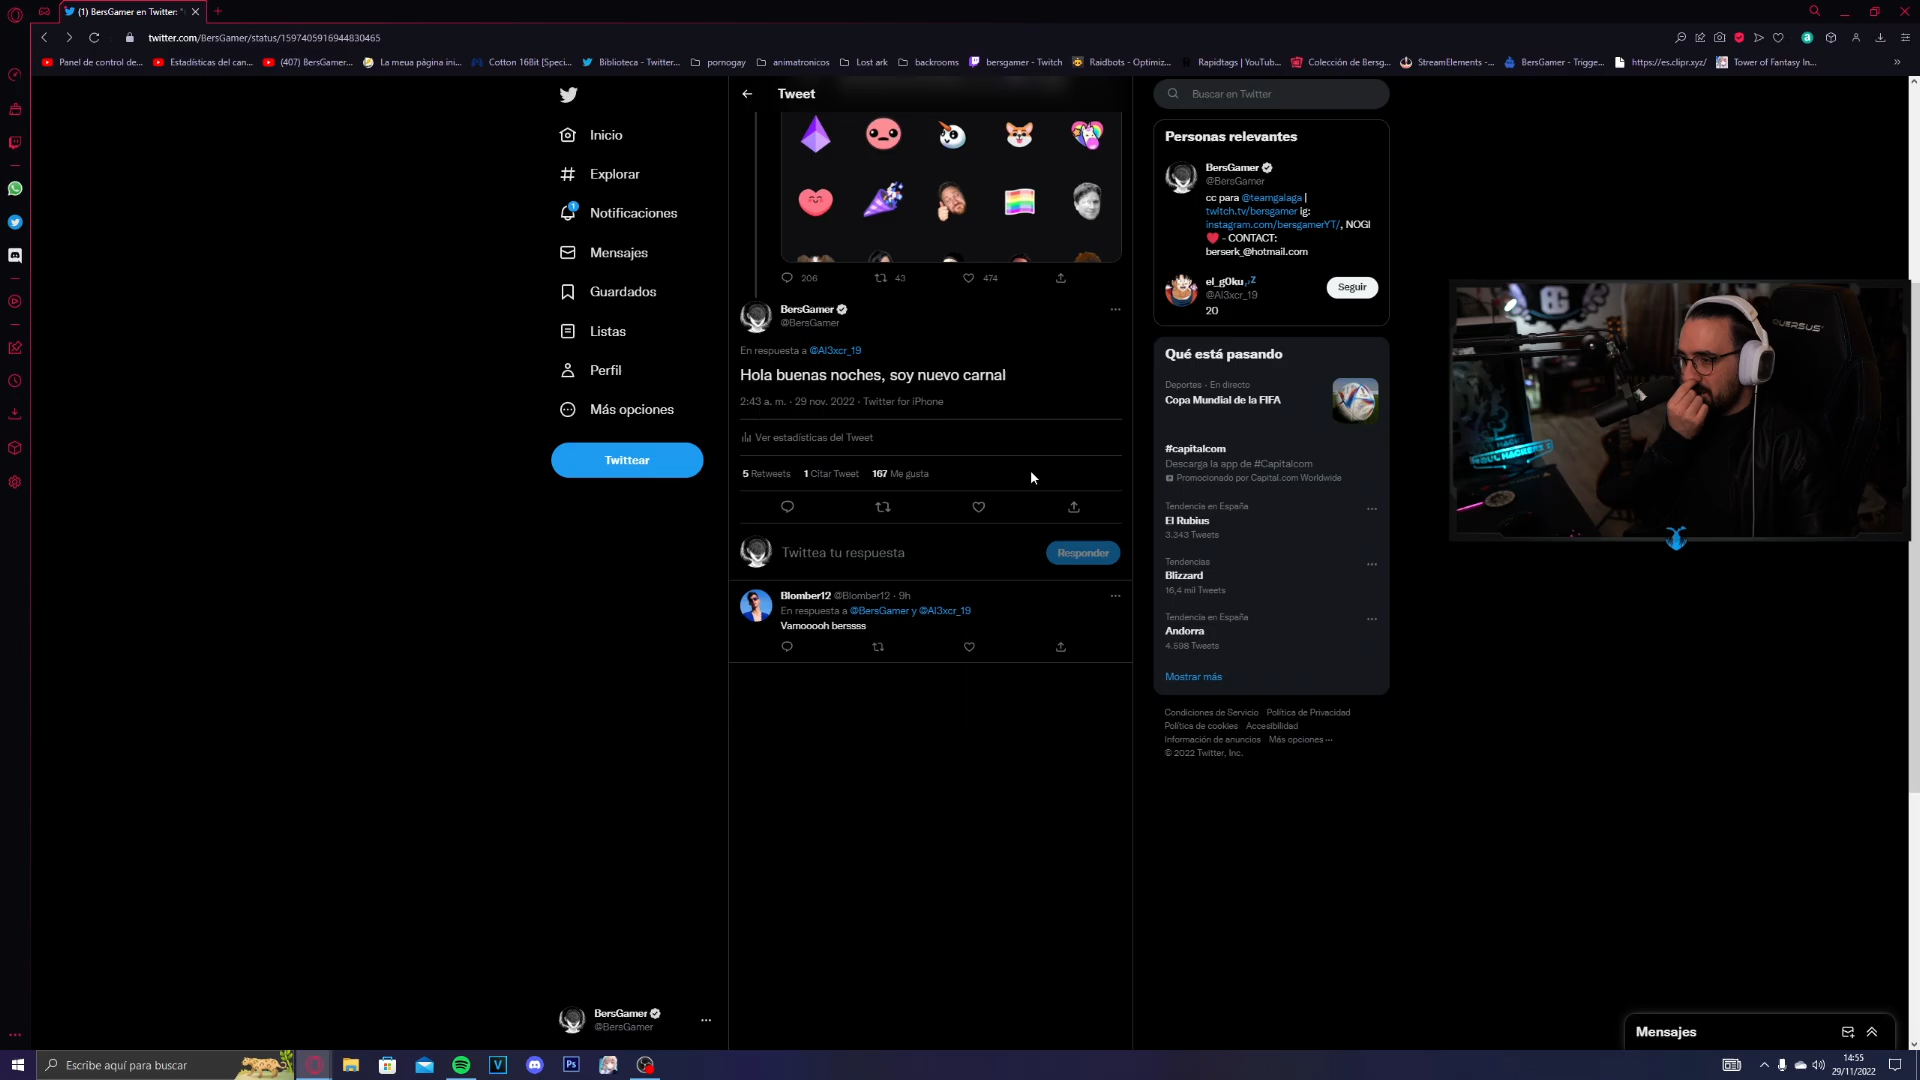 (1) BersGamer en Twitter: "
twitter.com/BersGamer/status/1597405916944830465
Panel de control de...
Estadísticas del can...
(407) BersGamer...
La meua pàgina ini...
Cotton 16Bit [Speci...
Biblioteca - Twitter...
pornogay
animatronicos
Lost ark
backrooms
bersgamer - Twitch
Raidbots - Optimiz...
Rapidtags | YouTub...
Colección de Bersg...
StreamElements -...
BersGamer - Trigge...
https://es.clipr.xyz/
Tower of Fantasy In...
Inicio
Explorar
1
Notificaciones
Mensajes
Guardados
Listas
Perfil
Más opciones
Twittear
BersGamer
@BersGamer
Tweet
206
43
474
BersGamer
@BersGamer
En respuesta a @Al3xcr_19
Hola buenas noches, soy nuevo carnal
2:43 a. m. · 29 nov. 2022 · Twitter for iPhone
Ver estadísticas del Tweet
5 Retweets 1 Citar Tweet 167 Me gusta
Twittea tu respuesta
Responder
Blomber12 @Blomber12 · 9h
En respuesta a @BersGamer y @Al3xcr_19
Vamooooh berssss
Buscar en Twitter
Personas relevantes
BersGamer
@BersGamer
cc para @teamgalaga |
twitch.tv/bersgamer ig:
instagram.com/bersgamerYT/, NOGI
- CONTACT:
berserk_@hotmail.com
el_g0ku
@Al3xcr_19
20
Seguir
Qué está pasando
Deportes · En directo
Copa Mundial de la FIFA
#capitalcom
Descarga la app de #Capitalcom
Promocionado por Capital.com Worldwide
Tendencia en España
El Rubius
3.343 Tweets
Tendencias
Blizzard
16,4 mil Tweets
Tendencia en España
Andorra
4.598 Tweets
Mostrar más
Condiciones de Servicio Política de Privacidad
Política de cookies Accesibilidad
Información de anuncios Más opciones ···
© 2022 Twitter, Inc.
QUERSUS
Mensajes
Escribe aquí para buscar
14:55
29/11/2022